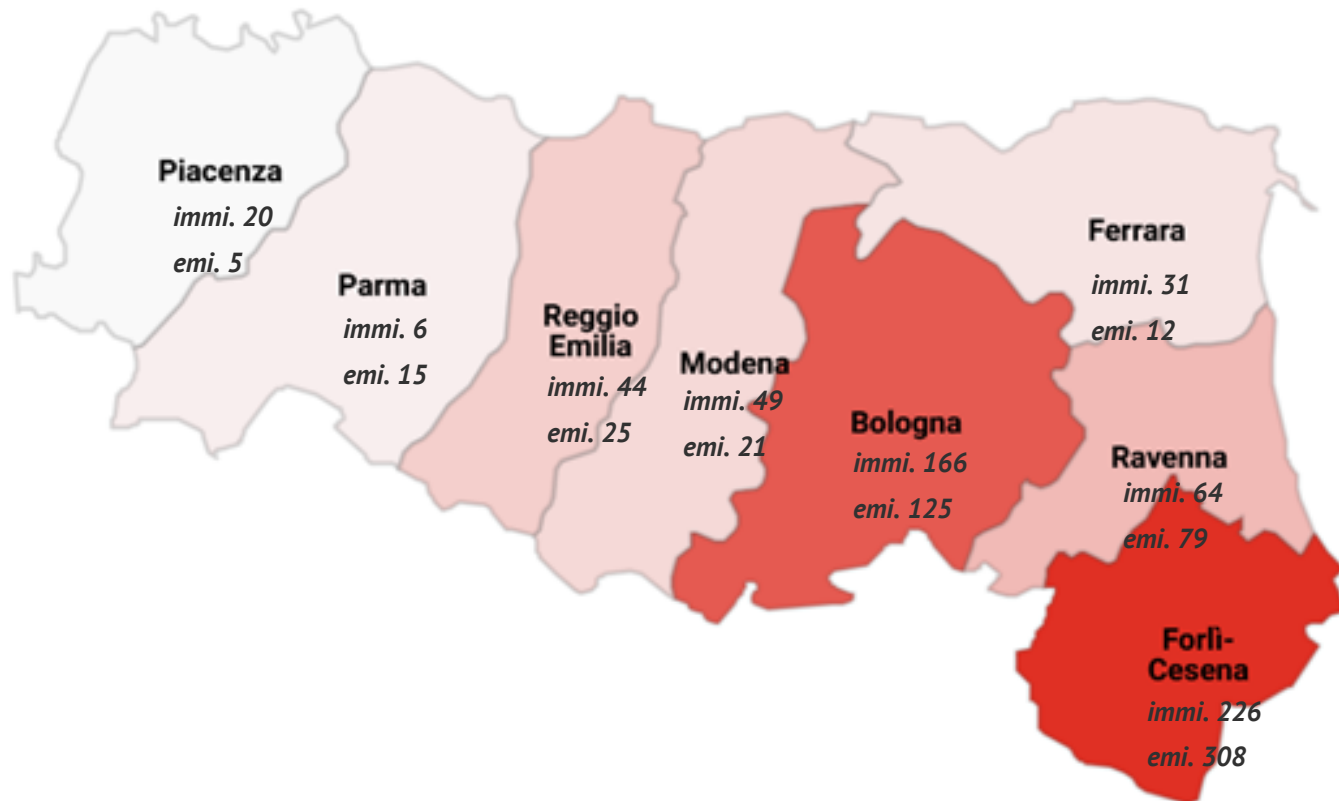 Piacenza
immi. 20
emi. 5
Parma
immi. 6
emi. 15
Reggio
Emilia
immi. 44
emi. 25
Modena
immi. 49
emi. 21
Bologna
immi. 166
emi. 125
Ferrara
immi. 31
emi. 12
Ravenna
immi. 64
emi. 79
Forlì-
Cesena
immi. 226
emi. 308